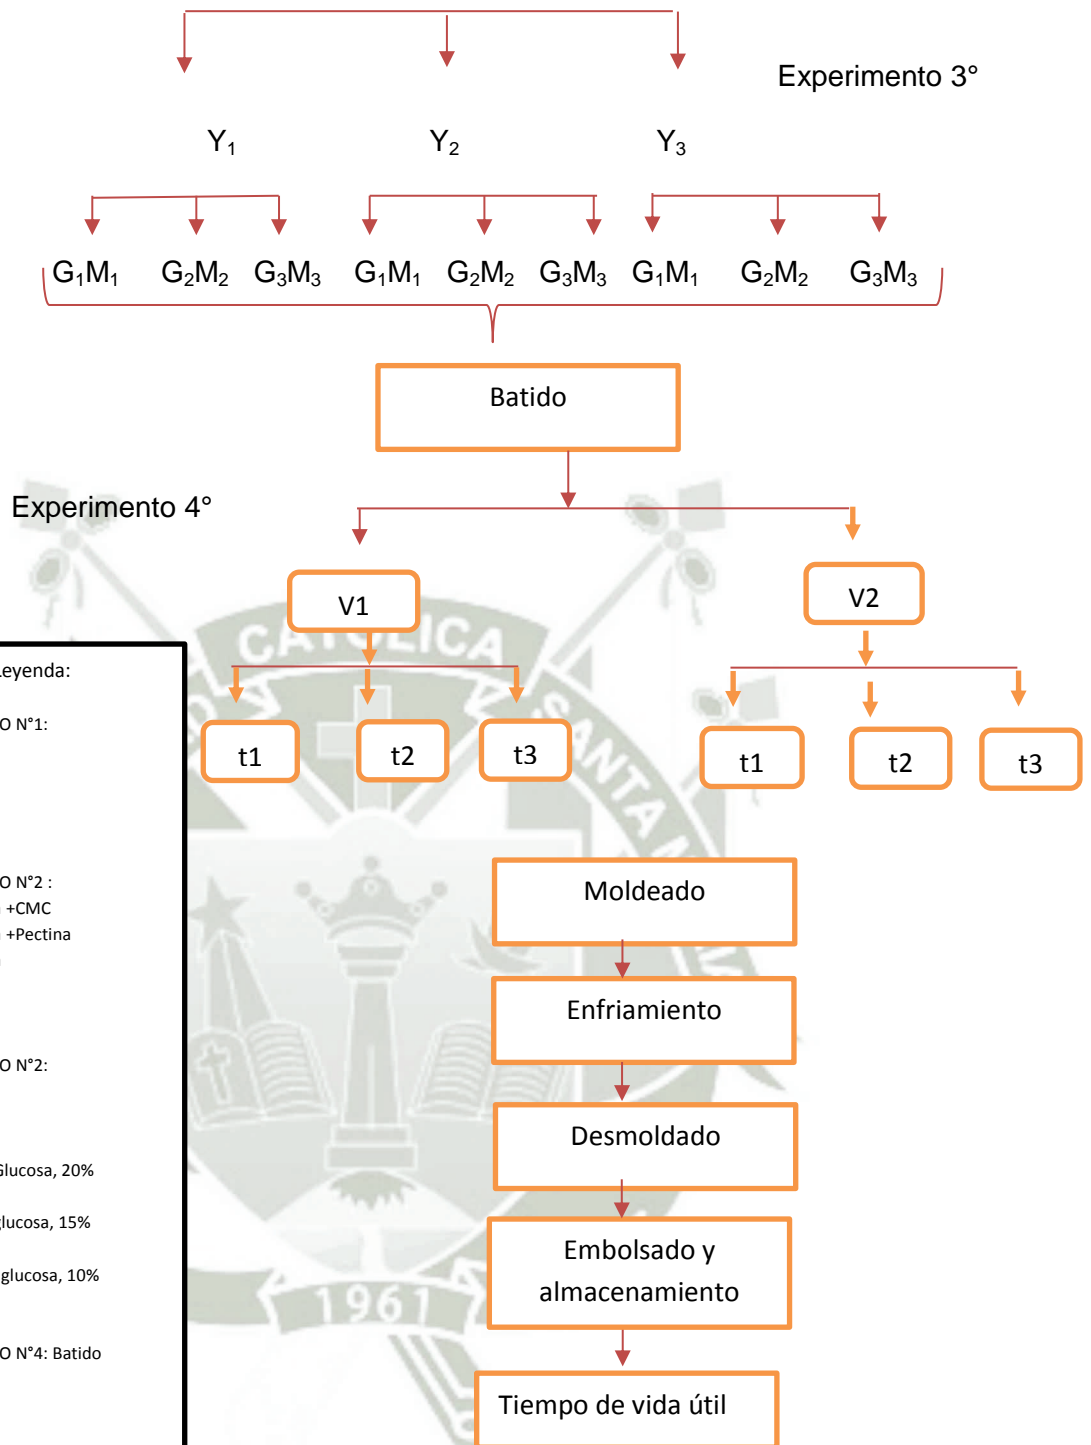 Experimento 3°
Y₁ Y₂ Y₃
G₁M₁ G₂M₂ G₃M₃ G₁M₁ G₂M₂ G₃M₃ G₁M₁ G₂M₂ G₃M₃
Batido
Experimento 4°
V1 V2
t1 t2 t3 t1 t2 t3
Leyenda:
O N°1:
O N°2 :
+CMC
+Pectina
O N°2:
Glucosa, 20%
glucosa, 15%
glucosa, 10%
O N°4: Batido
Moldeado
Enfriamiento
Desmoldado
Embolsado y
almacenamiento
Tiempo de vida útil
CATOLICA
SANTA
1961